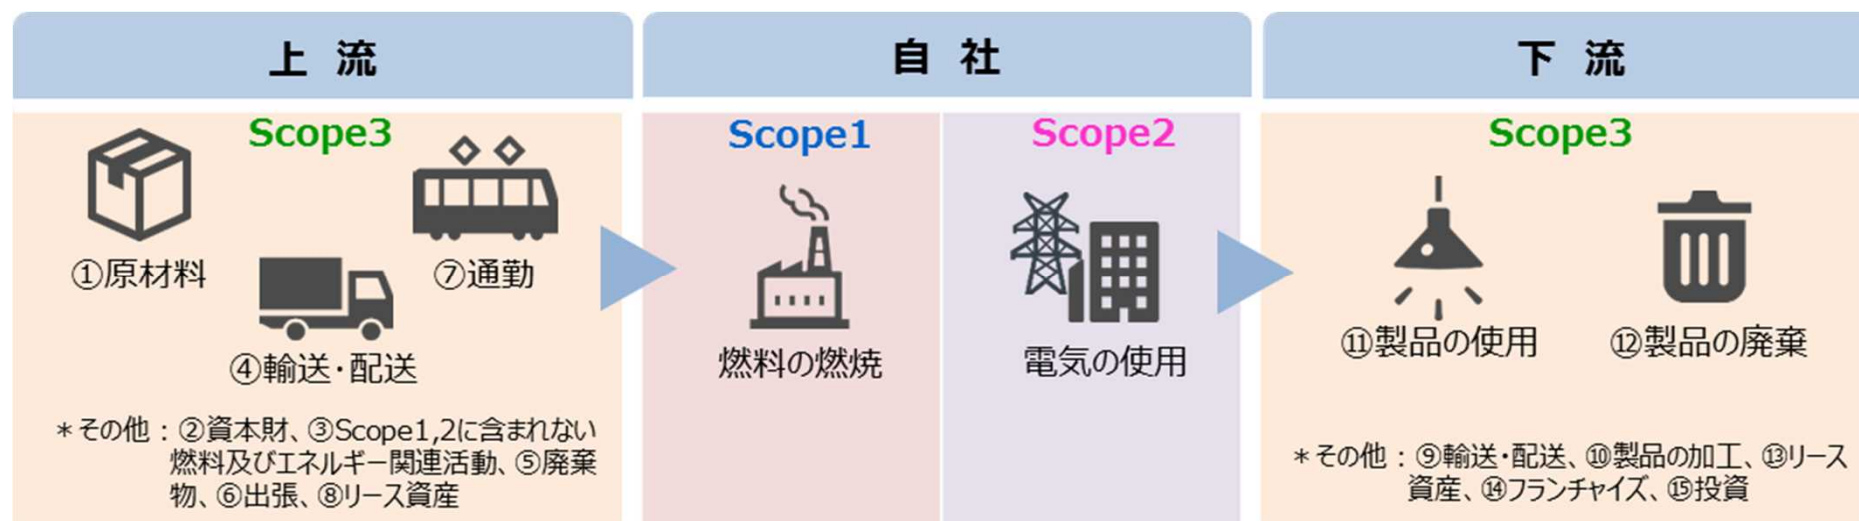 上 流
自 社
下 流
Scope3
①原材料
⑦通勤
④輸送・配送
＊その他：②資本財、③Scope1,2に含まれない
燃料及びエネルギー関連活動、⑤廃棄
物、⑥出張、⑧リース資産
Scope1
燃料の燃焼
Scope2
電気の使用
Scope3
⑪製品の使用
⑫製品の廃棄
＊その他：⑨輸送・配送、⑩製品の加工、⑬リース
資産、⑭フランチャイズ、⑮投資